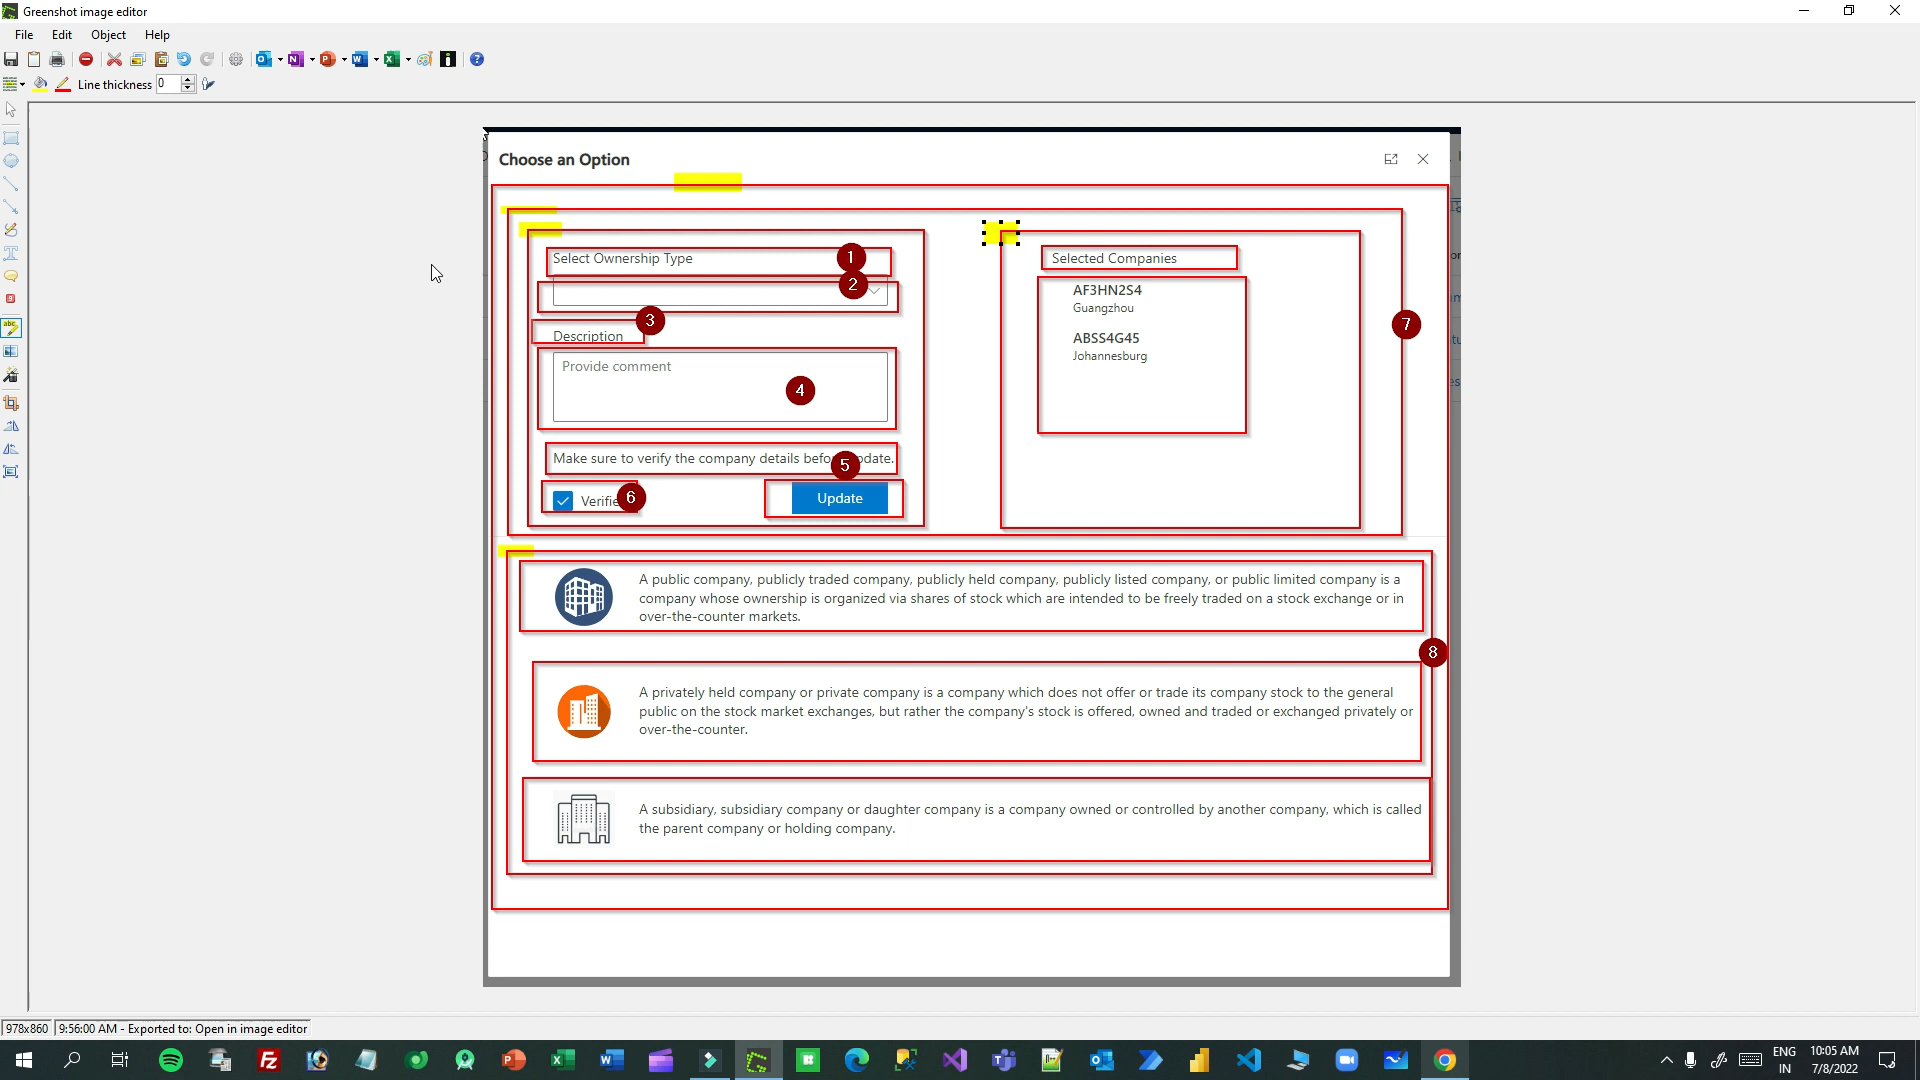 Greenshot image editor
File Edit Object Help
Line thickness 0
Choose an Option
Select Ownership Type
1
2
3
Description
Provide comment
4
Make sure to verify the company details befo pdate.
5
Verifie
6
Update
Selected Companies
AF3HN2S4
Guangzhou
ABSS4G45
Johannesburg
7
A public company, publicly traded company, publicly held company, publicly listed company, or public limited company is a
company whose ownership is organized via shares of stock which are intended to be freely traded on a stock exchange or in
over-the-counter markets.
8
A privately held company or private company is a company which does not offer or trade its company stock to the general
public on the stock market exchanges, but rather the company's stock is offered, owned and traded or exchanged privately or
over-the-counter.
A subsidiary, subsidiary company or daughter company is a company owned or controlled by another company, which is called
the parent company or holding company.
978x860 9:56:00 AM - Exported to: Open in image editor
ENG
IN
10:05 AM
7/8/2022